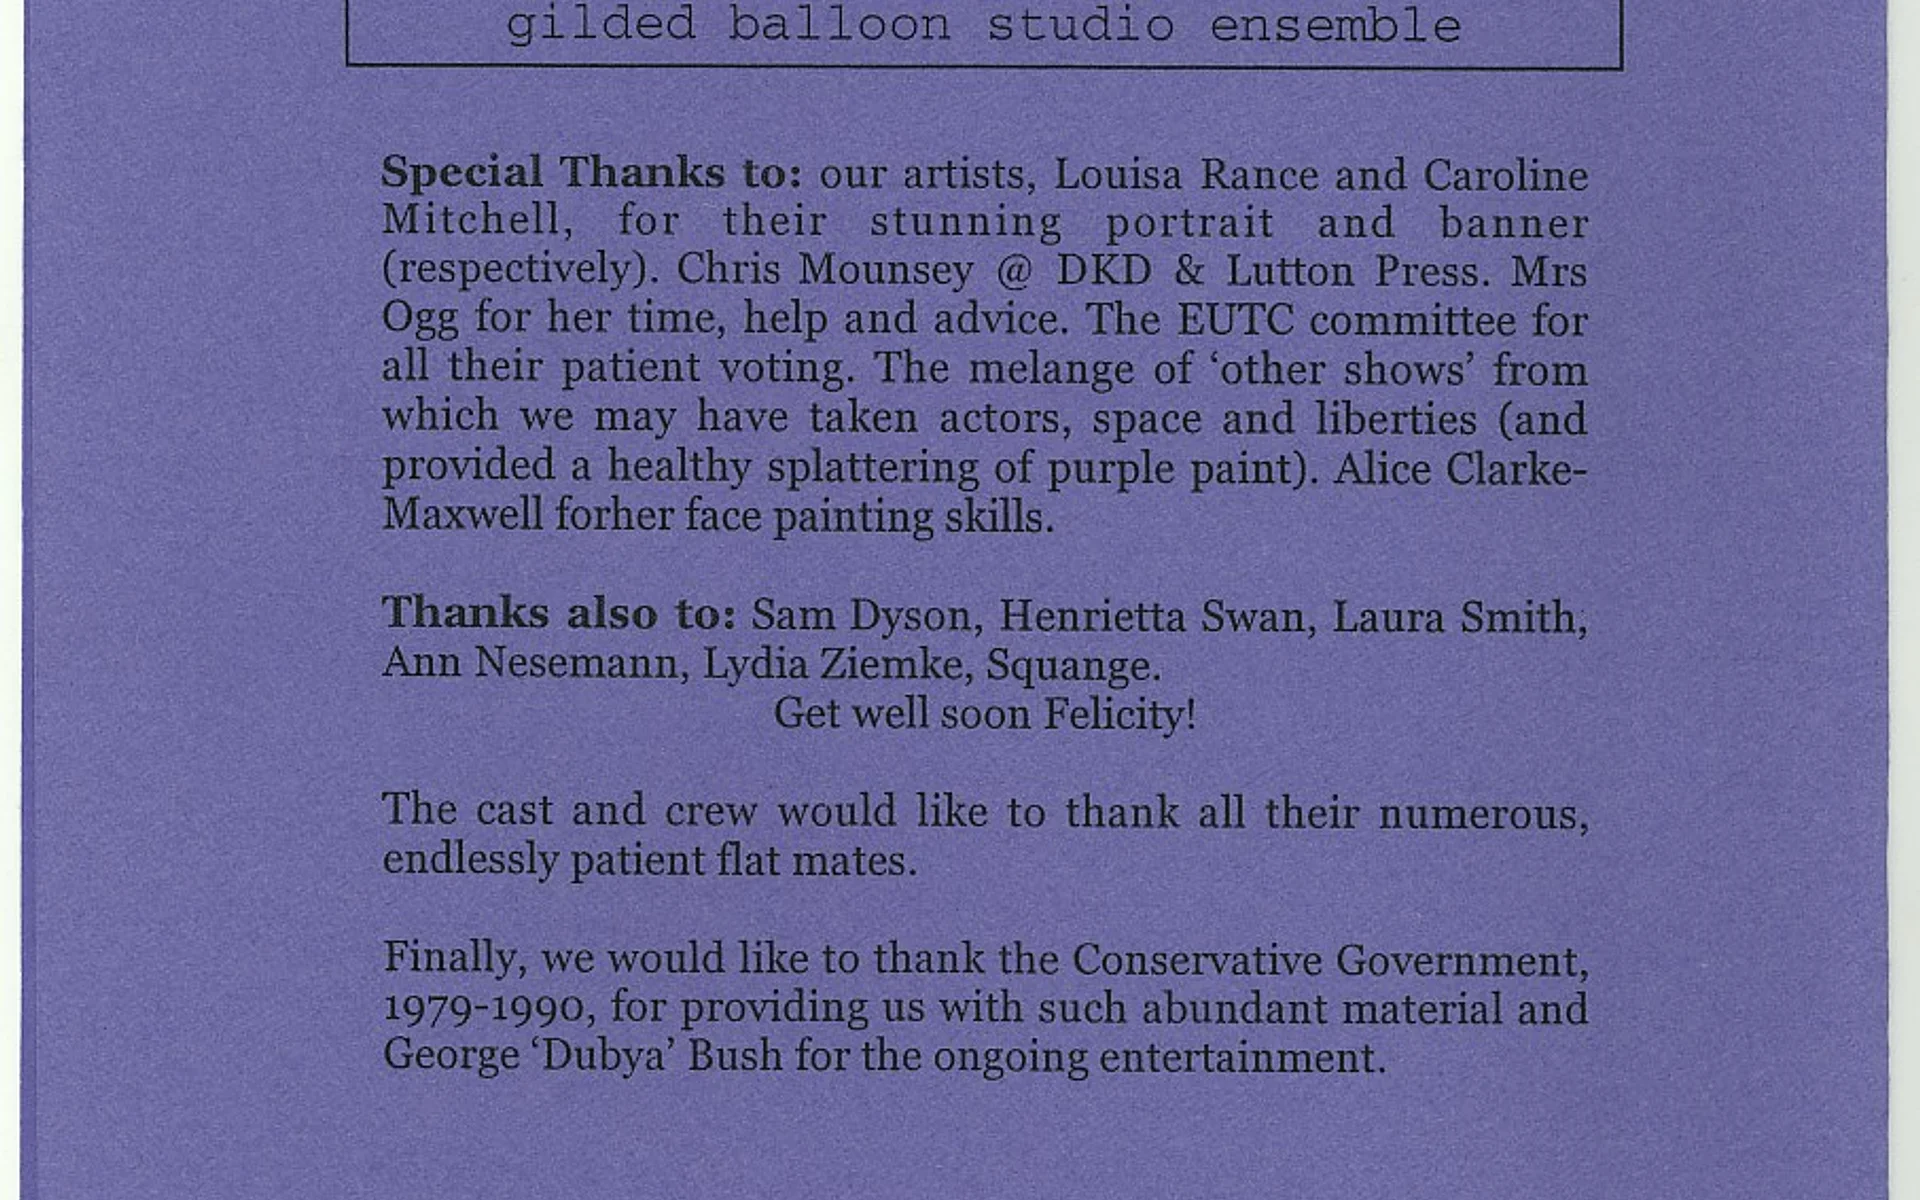 gilded balloon studio ensemble
Special Thanks to: our artists, Louisa Rance and Caroline
Mitchell, for their stunning portrait and banner
(respectively). Chris Mounsey @ DKD & Lutton Press. Mrs
Ogg for her time, help and advice. The EUTC committee for
all their patient voting. The melange of ‘other shows’ from
which we may have taken actors, space and liberties (and
provided a healthy splattering of purple paint). Alice Clarke-
Maxwell forher face painting skills.
Thanks also to: Sam Dyson, Henrietta Swan, Laura Smith,
Ann Nesemann, Lydia Ziemke, Squange.
Get well soon Felicity!
The cast and crew would like to thank all their numerous,
endlessly patient flat mates.
Finally, we would like to thank the Conservative Government,
1979-1990, for providing us with such abundant material and
George ‘Dubya’ Bush for the ongoing entertainment.